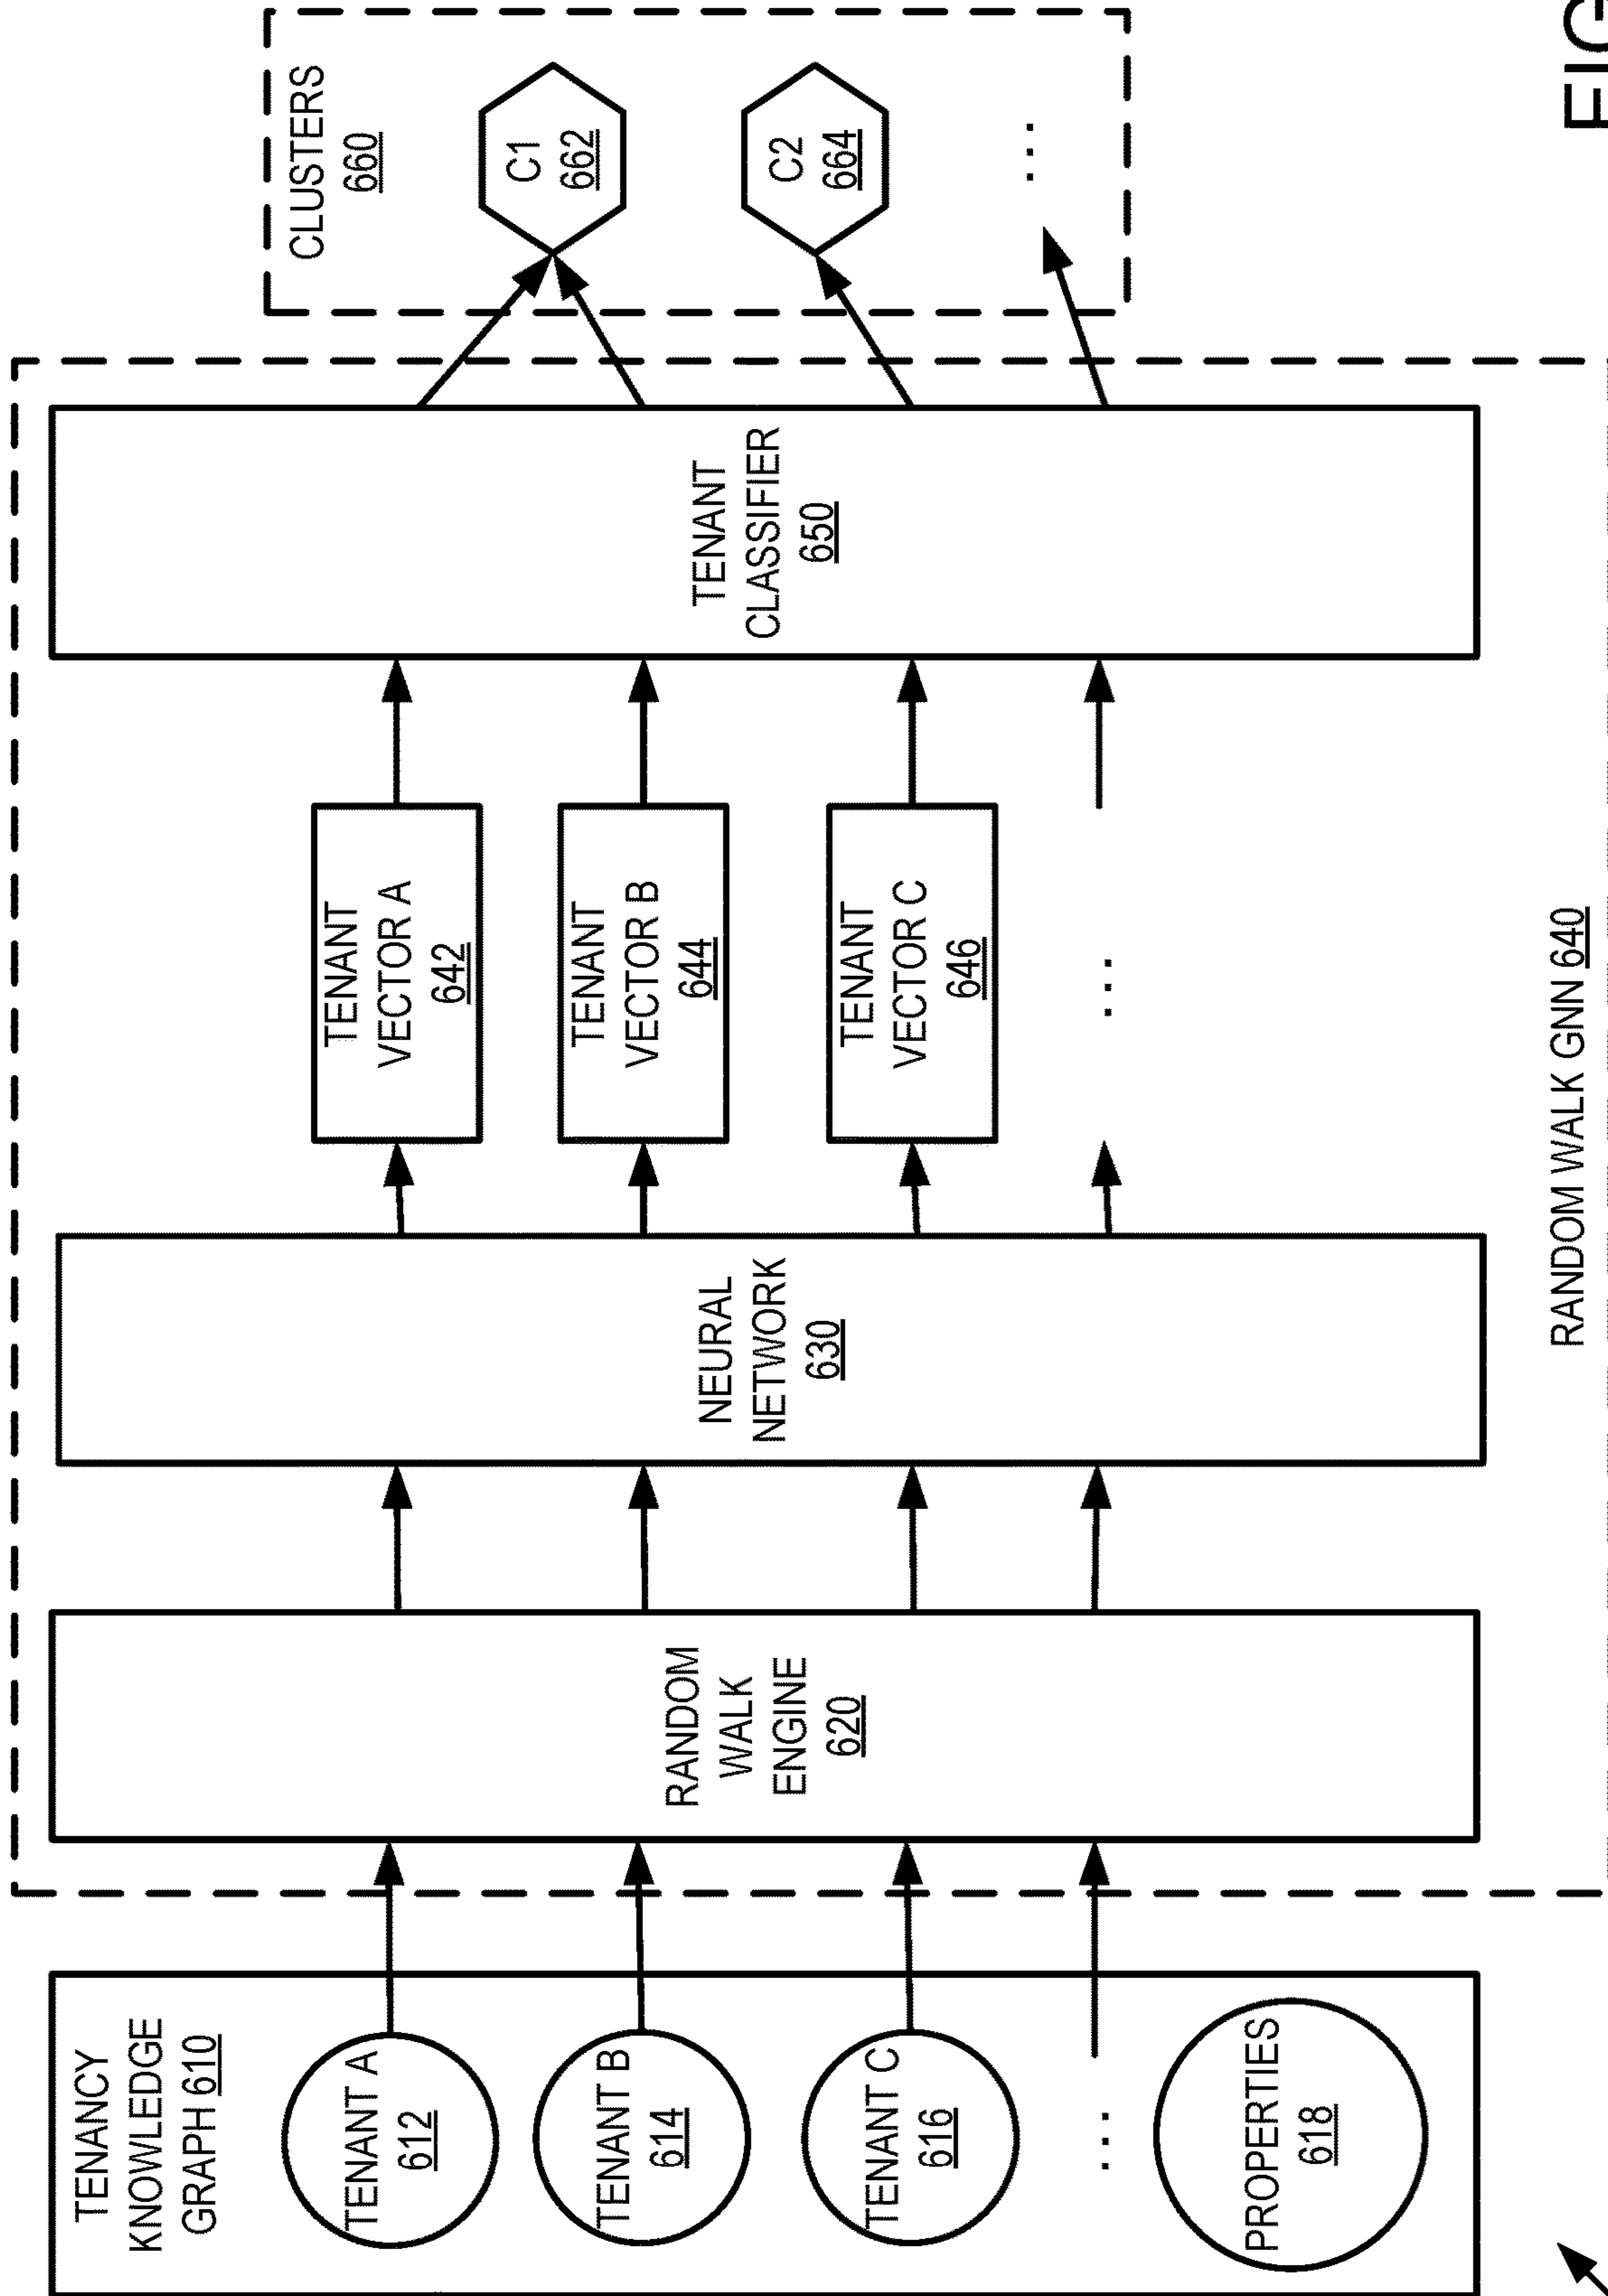 TENANCY
KNOWLEDGE
GRAPH 610
TENANT A
612
TENANT B
614
TENANT C
616
...
PROPERTIES
618
RANDOM
WALK
ENGINE
620
NEURAL
NETWORK
630
TENANT
VECTOR A
642
TENANT
VECTOR B
644
TENANT
VECTOR C
646
...
TENANT
CLASSIFIER
650
RANDOM WALK GNN 640
CLUSTERS
660
C1
662
C2
664
...